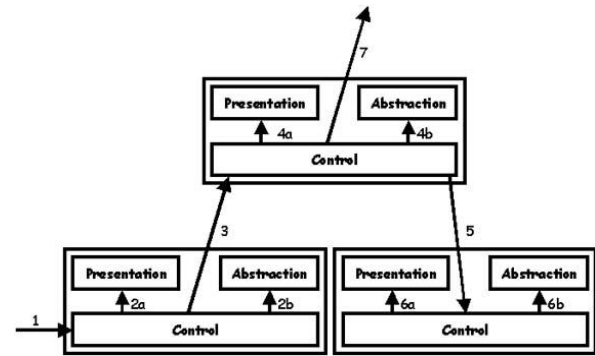 7
Presentation Abstraction
4a 4b
Control
3 5
Presentation Abstraction Presentation Abstraction
2a 2b 6a 6b
1 Control Control